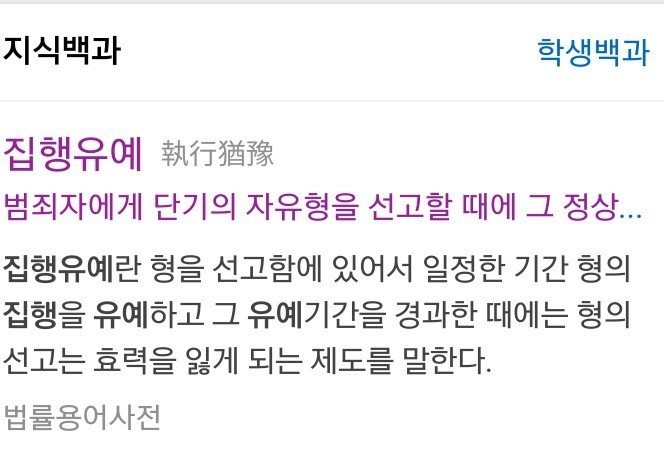 지식백과 학생백과
집행유예 執行猶豫
범죄자에게 단기의 자유형을 선고할 때에 그 정상...
집행유예란 형을 선고함에 있어서 일정한 기간 형의
집행을 유예하고 그 유예기간을 경과한 때에는 형의
선고는 효력을 잃게 되는 제도를 말한다.
법률용어사전